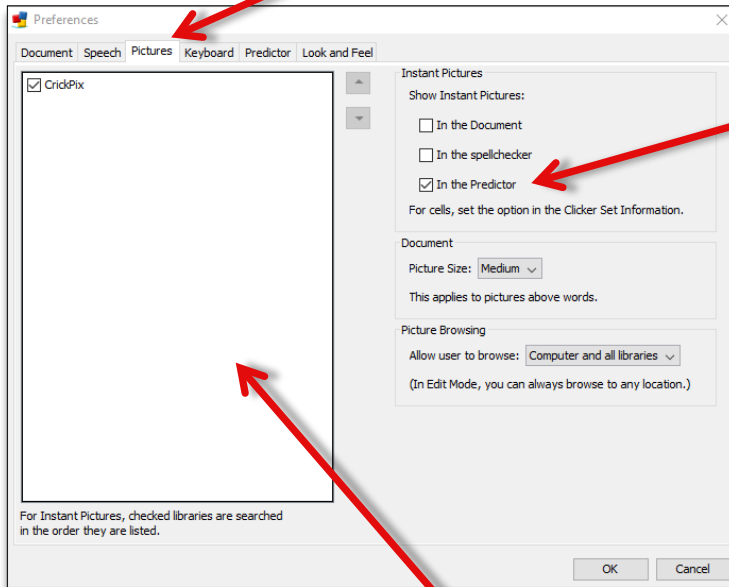 Preferences
Document Speech Pictures Keyboard Predictor Look and Feel
CrickPix
For Instant Pictures, checked libraries are searched
in the order they are listed.
Instant Pictures
Show Instant Pictures:
In the Document
In the spellchecker
In the Predictor
For cells, set the option in the Clicker Set Information.
Document
Picture Size: Medium
This applies to pictures above words.
Picture Browsing
Allow user to browse: Computer and all libraries
(In Edit Mode, you can always browse to any location.)
OK Cancel